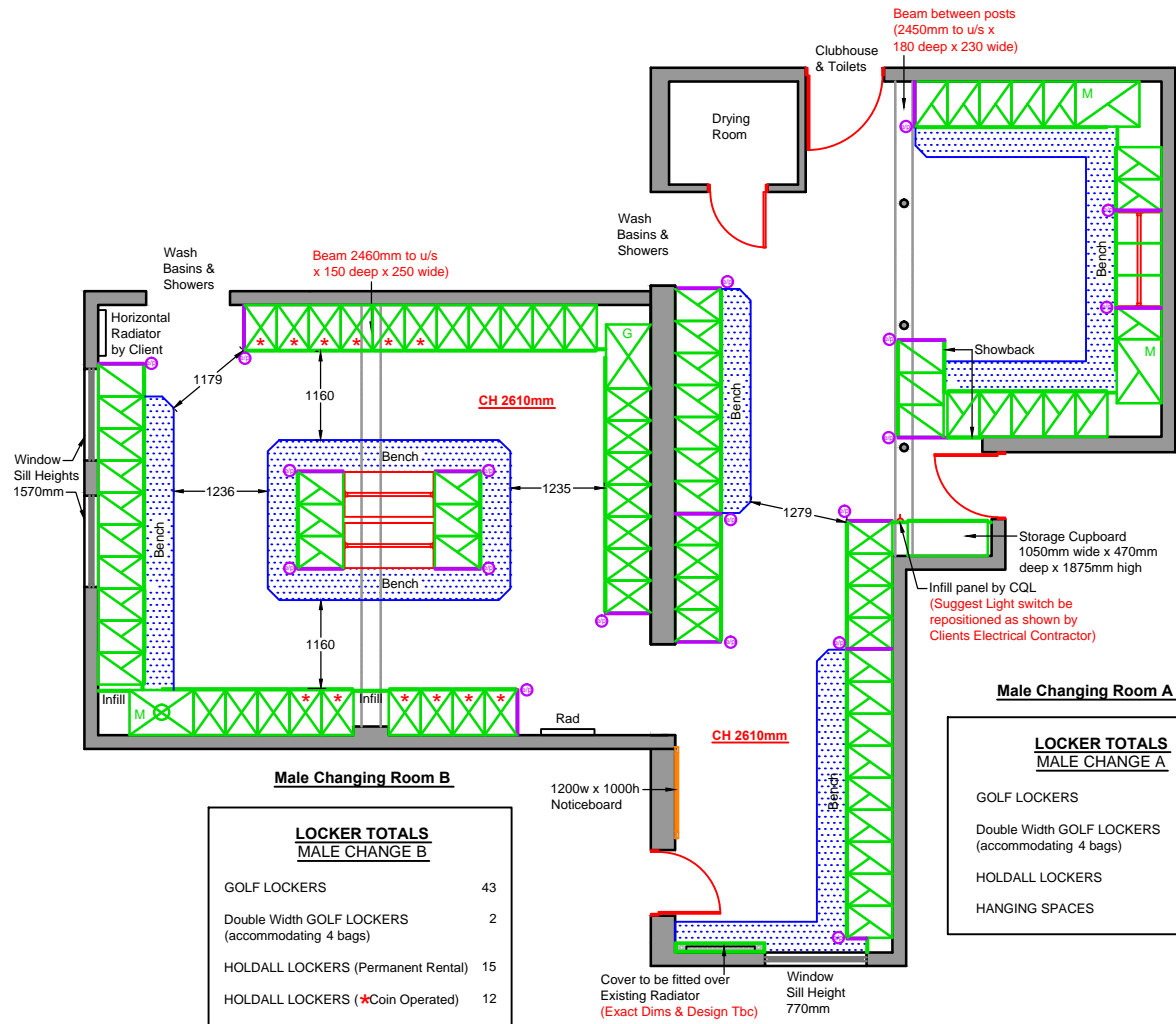 Beam between posts
(2450mm to u/s x
180 deep x 230 wide)
Clubhouse
& Toilets
M
Drying
Room
Wash
Basins &
Showers
Wash
Basins &
Showers
Beam 2460mm to u/s
x 150 deep x 250 wide)
Horizontal
Radiator
by Client
G
Bench
Bench
Showback
M
1179
1160
CH 2610mm
Window
Sill Heights
1570mm
Bench
Bench
1236
1235
1279
Bench
1160
Storage Cupboard
1050mm wide x 470mm
deep x 1875mm high
Infill panel by CQL
(Suggest Light switch be
repositioned as shown by
Clients Electrical Contractor)
Infill
M
Infill
Rad
CH 2610mm
Bench
Male Changing Room A
LOCKER TOTALS
MALE CHANGE A
GOLF LOCKERS
Double Width GOLF LOCKERS
(accommodating 4 bags)
HOLDALL LOCKERS
HANGING SPACES
Male Changing Room B
1200w x 1000h
Noticeboard
LOCKER TOTALS
MALE CHANGE B
GOLF LOCKERS 43
Double Width GOLF LOCKERS 2
(accommodating 4 bags)
HOLDALL LOCKERS (Permanent Rental) 15
HOLDALL LOCKERS (*Coin Operated) 12
Cover to be fitted over
Existing Radiator
(Exact Dims & Design Tbc)
Window
Sill Height
770mm